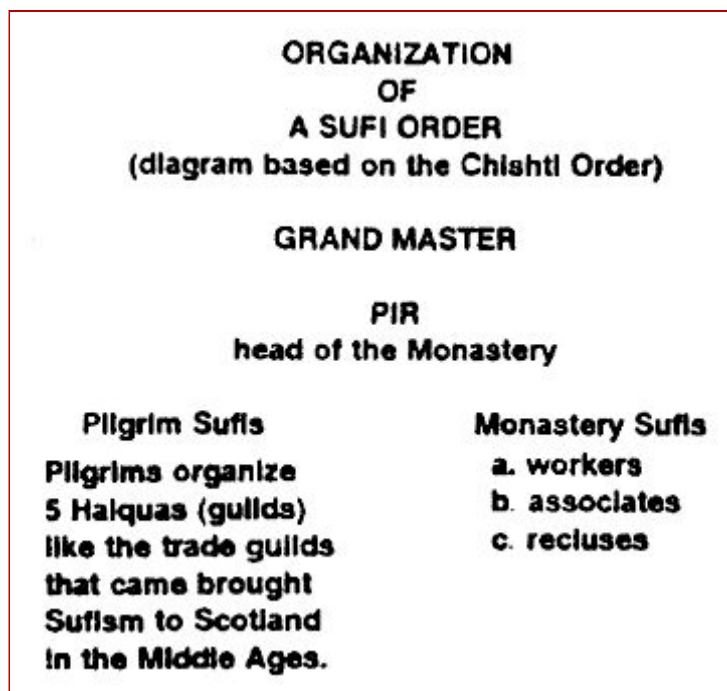 ORGANIZATION
OF
A SUFI ORDER
(diagram based on the Chishti Order)
GRAND MASTER
PIR
head of the Monastery
Pilgrim Sufis
Pilgrims organize
5 Halquas (guilds)
like the trade guilds
that came brought
Sufism to Scotland
in the Middle Ages.
Monastery Sufis
a. workers
b. associates
c. recluses